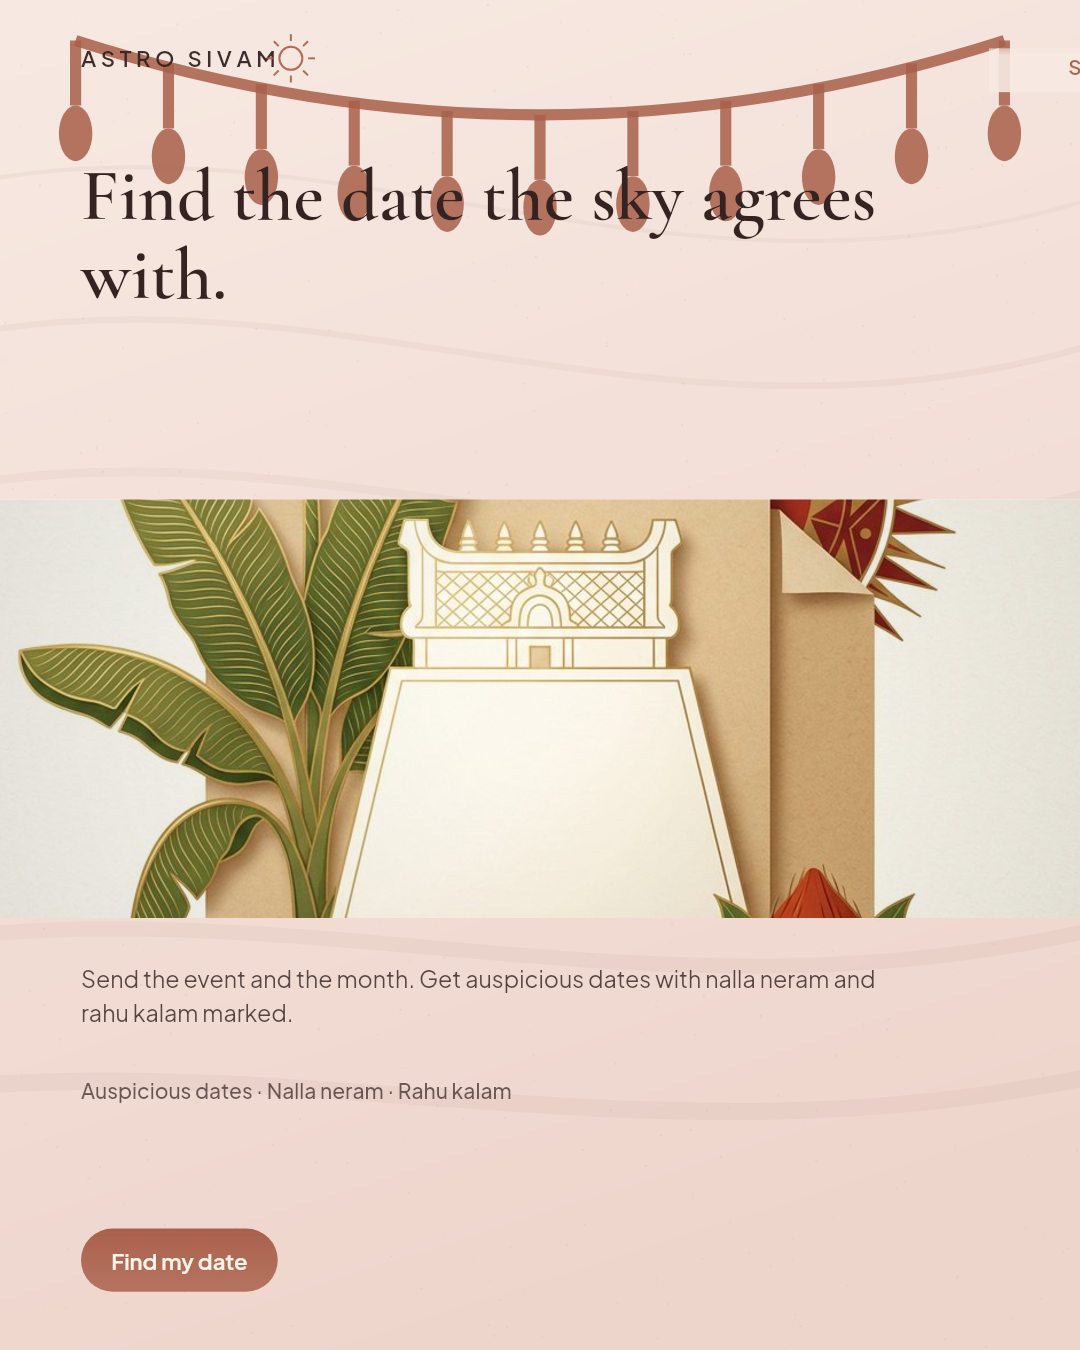 ASTRO SIVAM
Find the date the sky agrees
with.
Send the event and the month. Get auspicious dates with nalla neram and
rahu kalam marked.
Auspicious dates · Nalla neram · Rahu kalam
Find my date